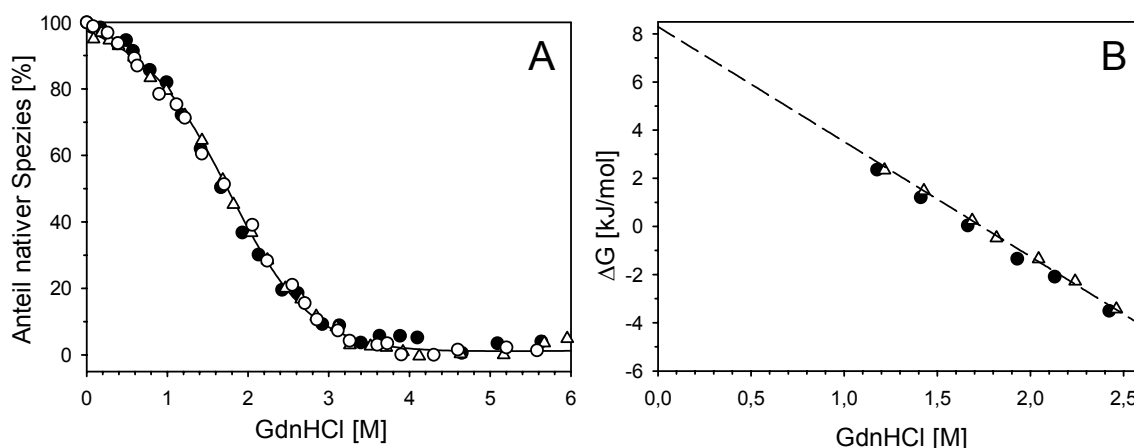 A
Anteil nativer Spezies [%]
100
80
60
40
20
0
0 1 2 3 4 5 6
GdnHCl [M]
B
ΔG [kJ/mol]
8
6
4
2
0
-2
-4
-6
0,0 0,5 1,0 1,5 2,0 2,5
GdnHCl [M]